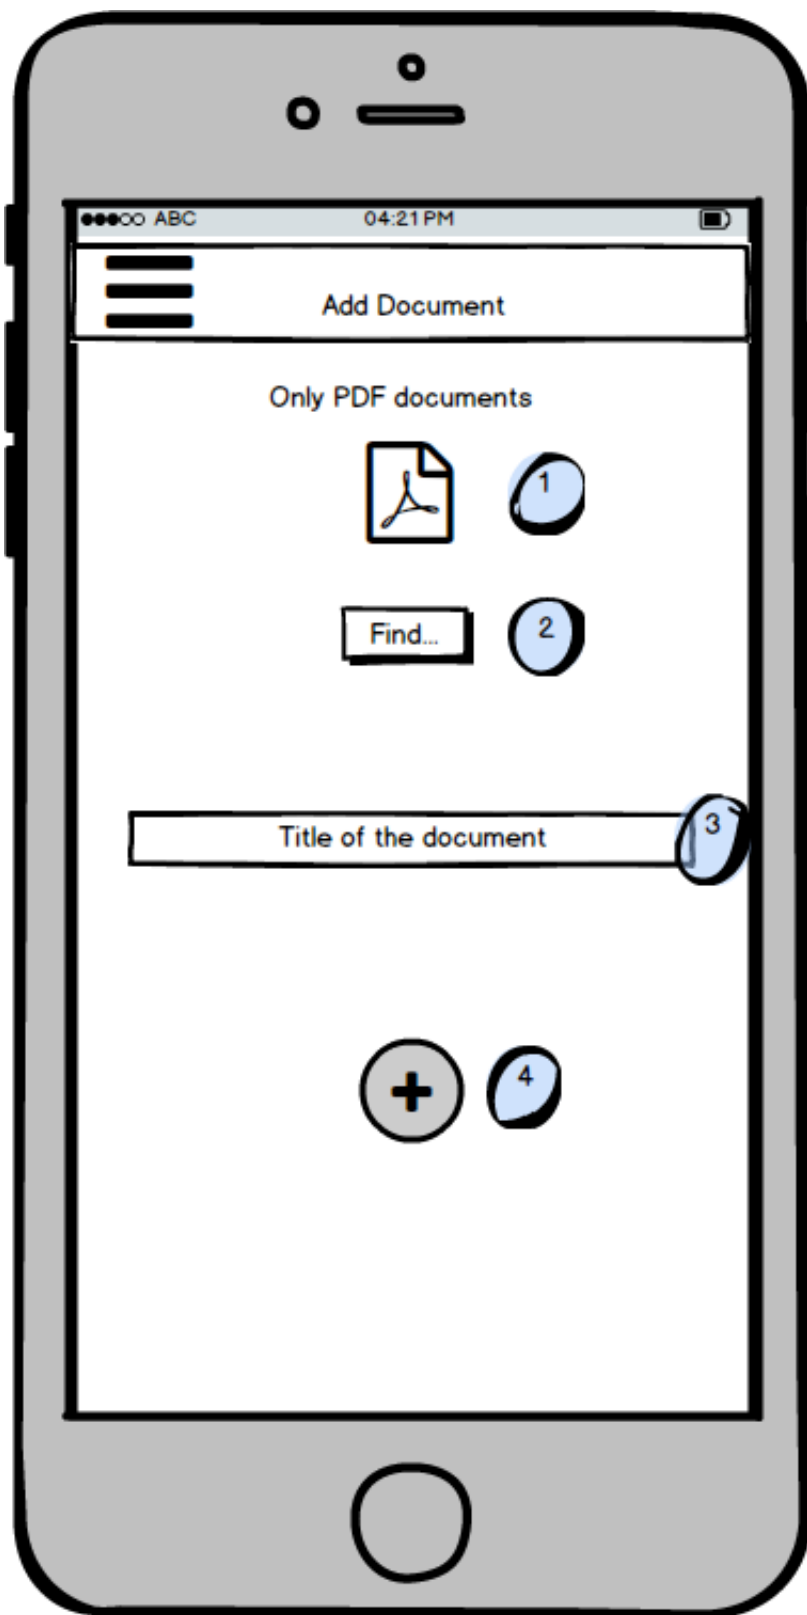 ABC 04:21 PM
Add Document
Only PDF documents
1
Find... 2
Title of the document 3
4